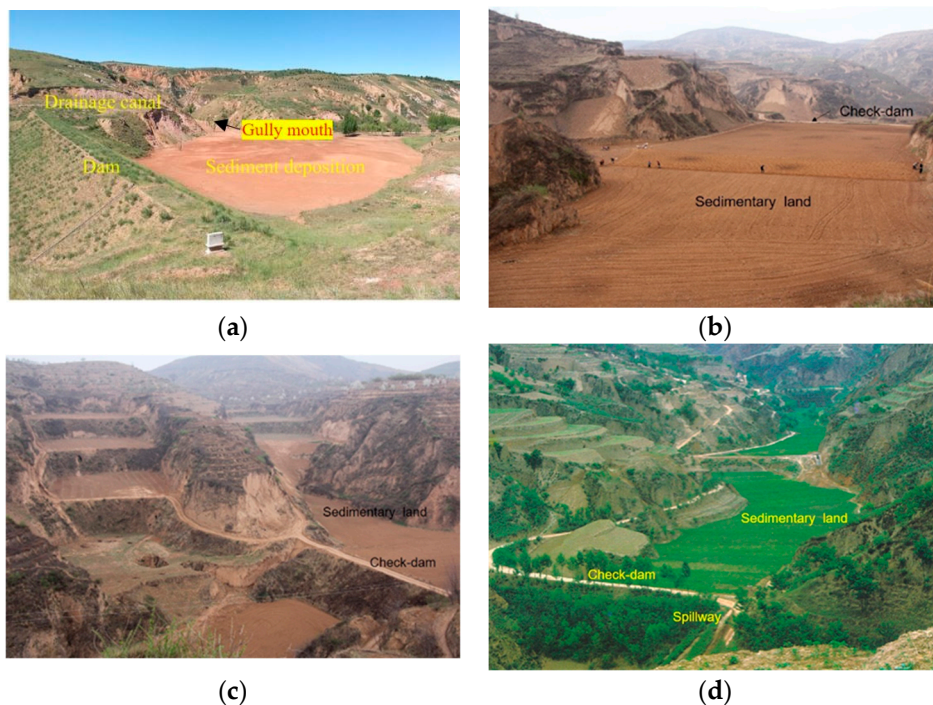 Drainage canal
Gully mouth
Dam
Sediment deposition
(a)
Check-dam
Sedimentary land
(b)
Sedimentary land
Check-dam
(c)
Sedimentary land
Check-dam
Spillway
(d)